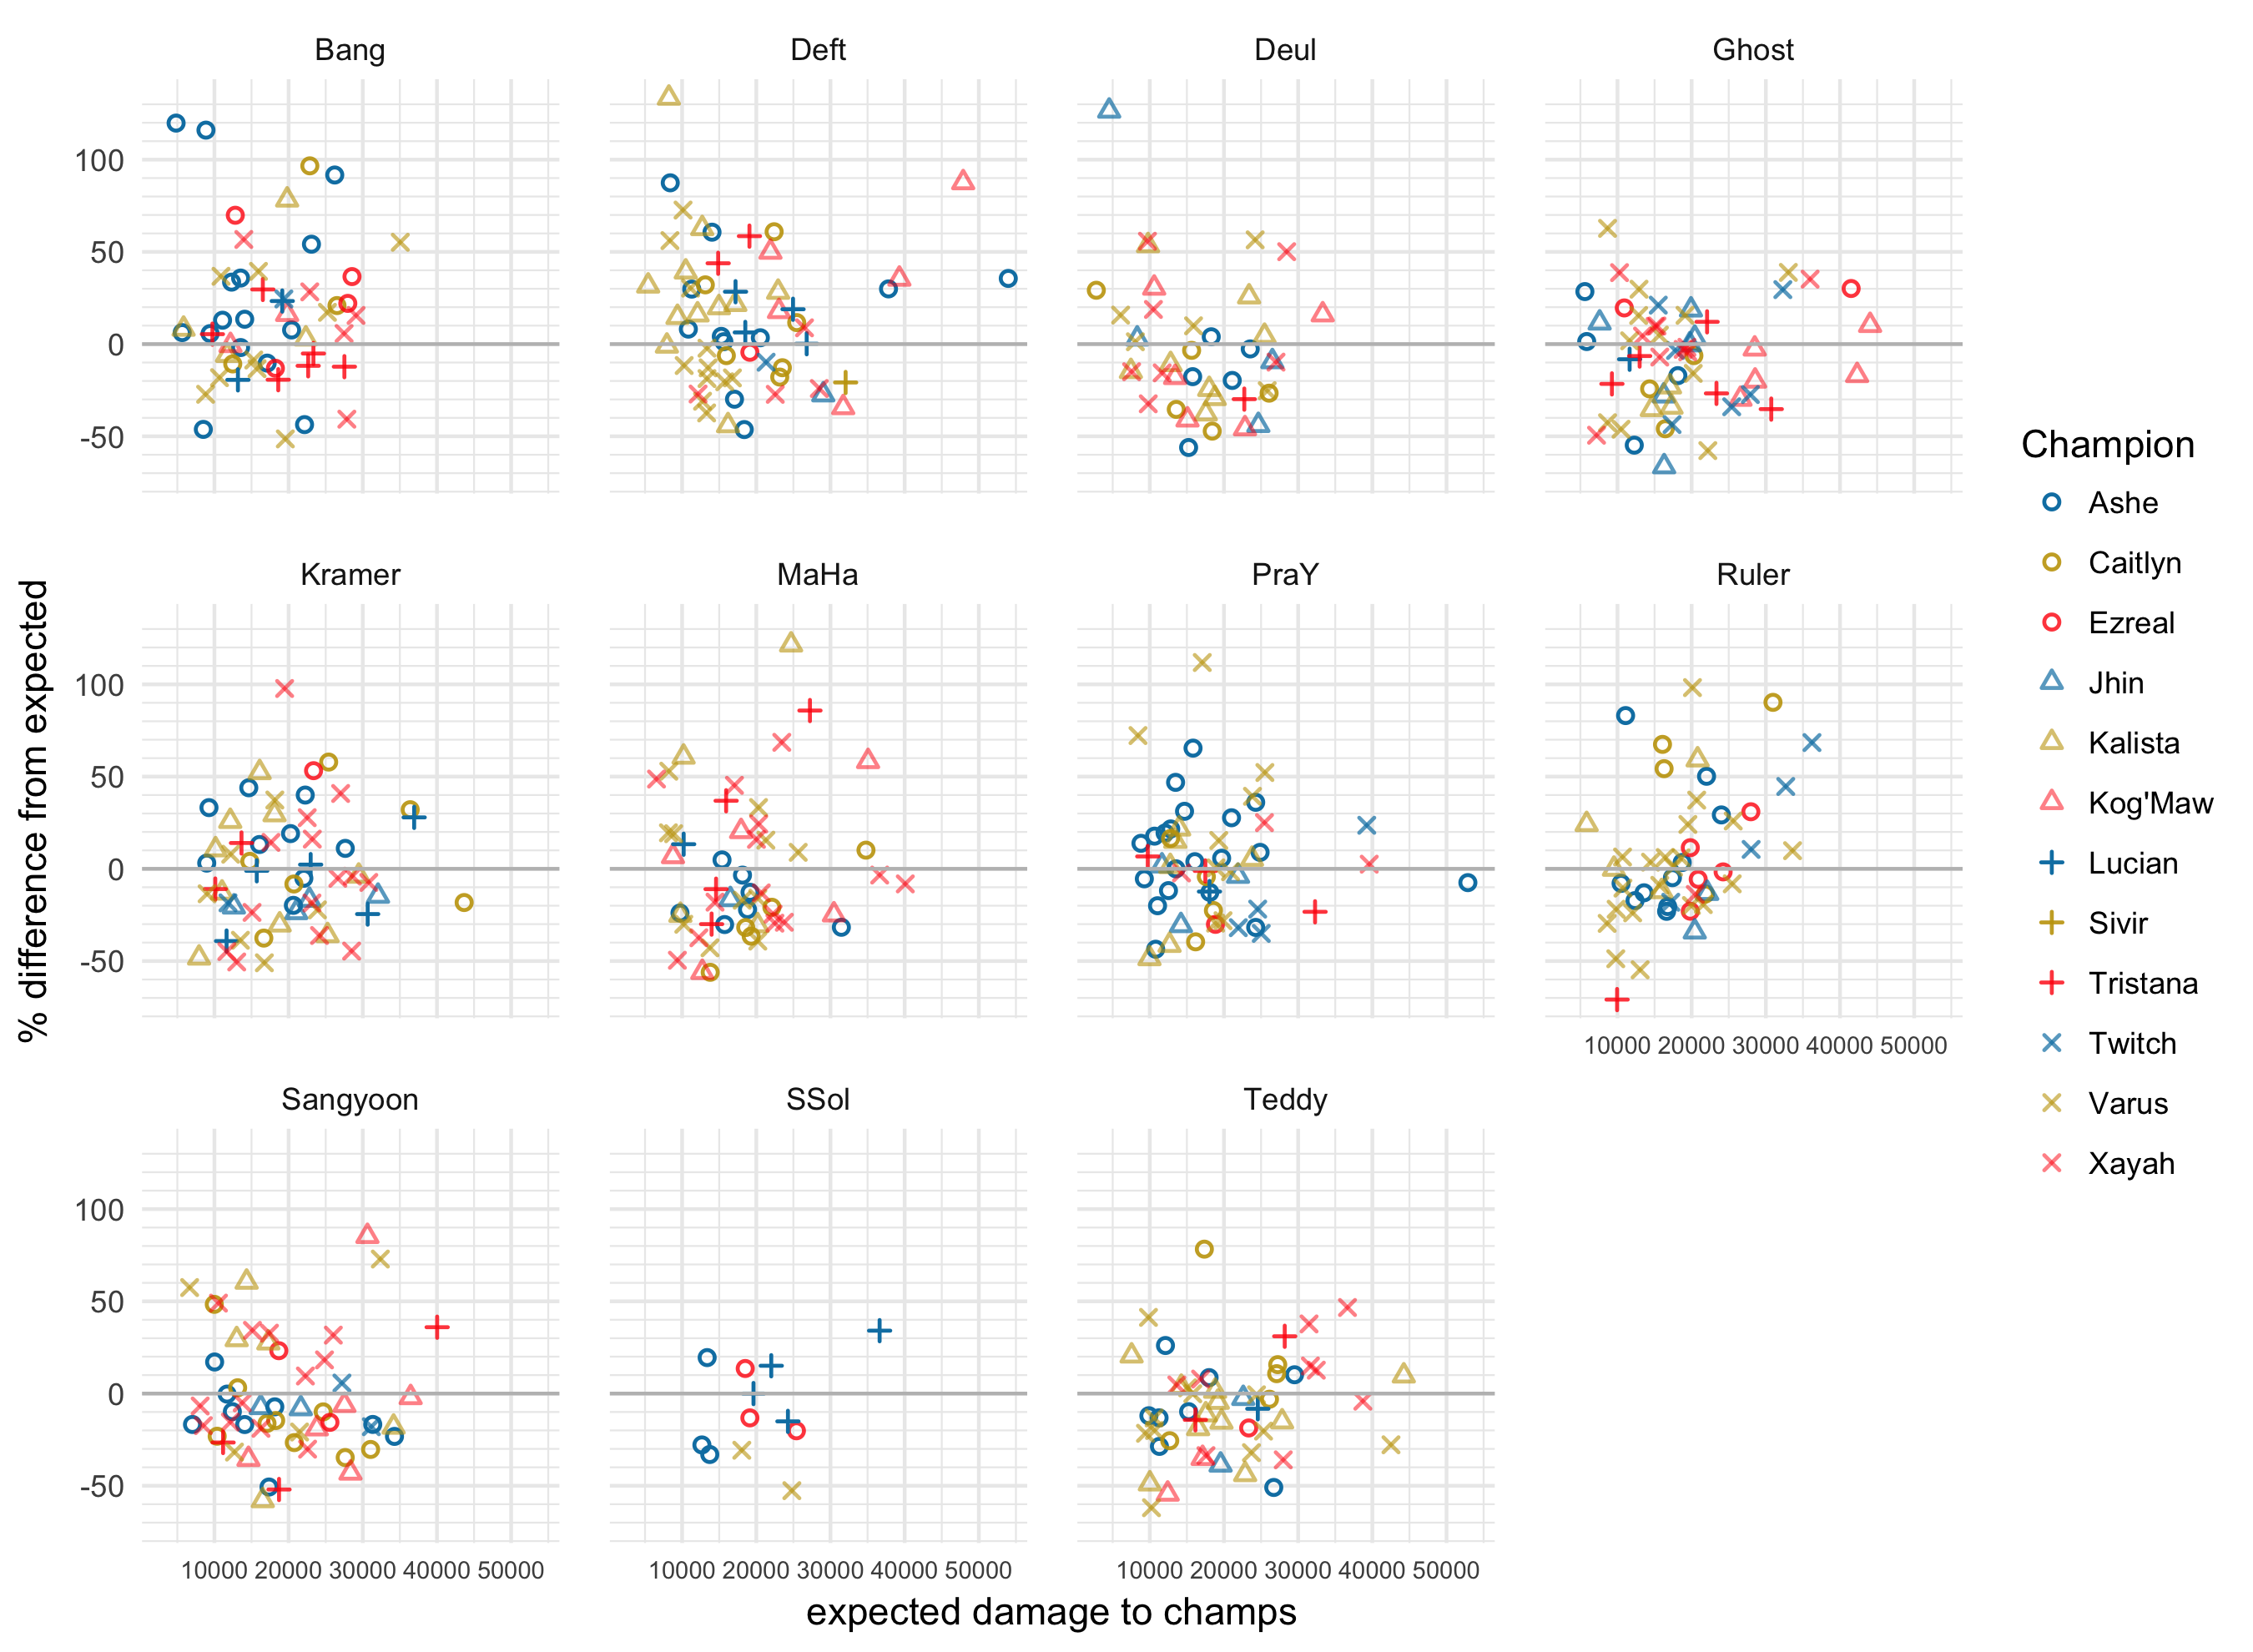 Bang Deft Deul Ghost
100
50
0
-50
Kramer MaHa PraY Ruler
100
50
0
-50
10000 20000 30000 40000 50000
Sangyoon SSol Teddy
100
50
0
-50
10000 20000 30000 40000 50000 10000 20000 30000 40000 50000 10000 20000 30000 40000 50000
expected damage to champs
% difference from expected
Champion
Ashe
Caitlyn
Ezreal
Jhin
Kalista
Kog'Maw
Lucian
Sivir
Tristana
Twitch
Varus
Xayah